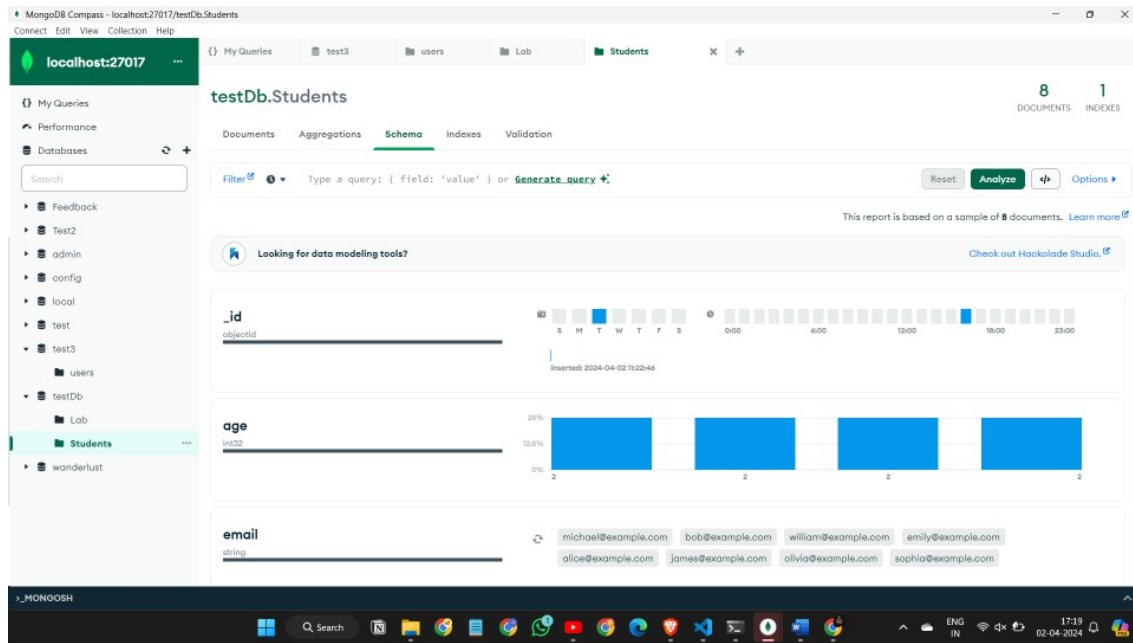 MongoDB Compass - localhost:27017/testDb.Students
Connect Edit View Collection Help
localhost:27017 ...
{} My Queries
Performance
Databases
Search
Feedback
Test2
admin
config
local
test
test3
users
testDb
Lab
Students ...
wanderlust
{} My Queries test3 users Lab Students
testDb.Students
8 1
DOCUMENTS INDEXES
Documents Aggregations Schema Indexes Validation
Filter Type a query: { field: 'value' } or Generate query Reset Analyze </> Options
This report is based on a sample of 8 documents. Learn more
Looking for data modeling tools? Check out Hackolade Studio.
_id
objectid
S M T W T F S 0:00 6:00 12:00 18:00 23:00
inserted: 2024-04-02 11:22:46
age
int32
25%
12.5%
0%
2 2 2 2
email
string
michael@example.com bob@example.com william@example.com emily@example.com
alice@example.com james@example.com olivia@example.com sophia@example.com
>_MONGOSH
Search ENG 17:19
IN 02-04-2024